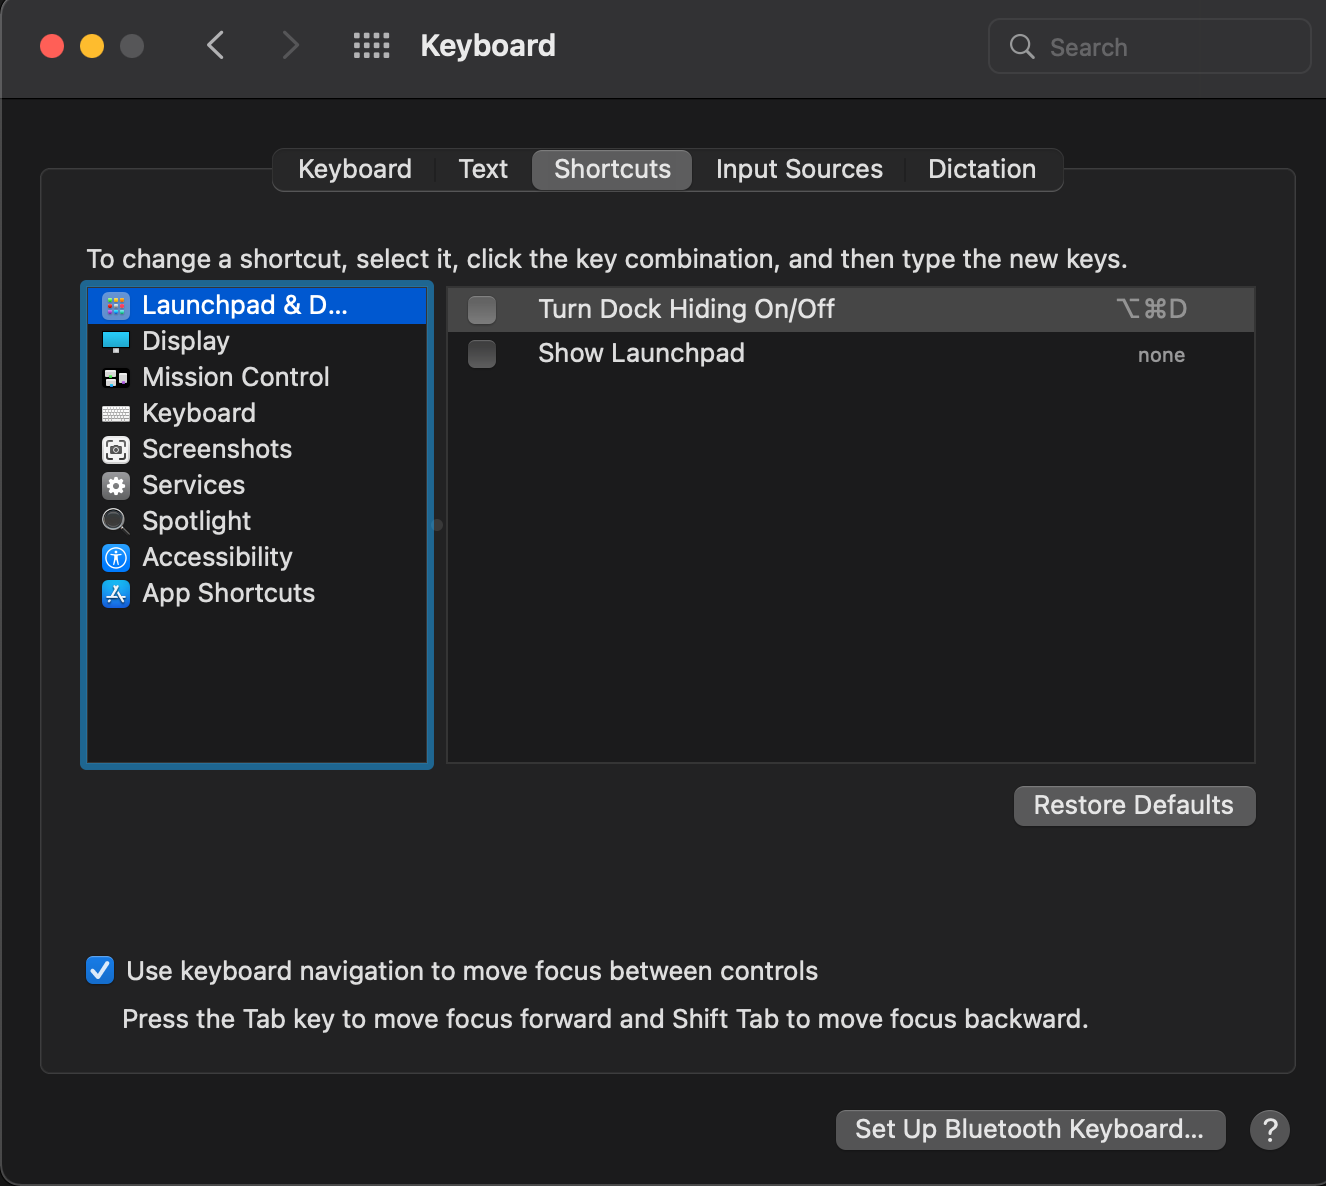 Keyboard
Search
Keyboard Text Shortcuts Input Sources Dictation
To change a shortcut, select it, click the key combination, and then type the new keys.
Launchpad & D...
Display
Mission Control
Keyboard
Screenshots
Services
Spotlight
Accessibility
App Shortcuts
Turn Dock Hiding On/Off ⌥⌘D
Show Launchpad none
Restore Defaults
Use keyboard navigation to move focus between controls
Press the Tab key to move focus forward and Shift Tab to move focus backward.
Set Up Bluetooth Keyboard... ?